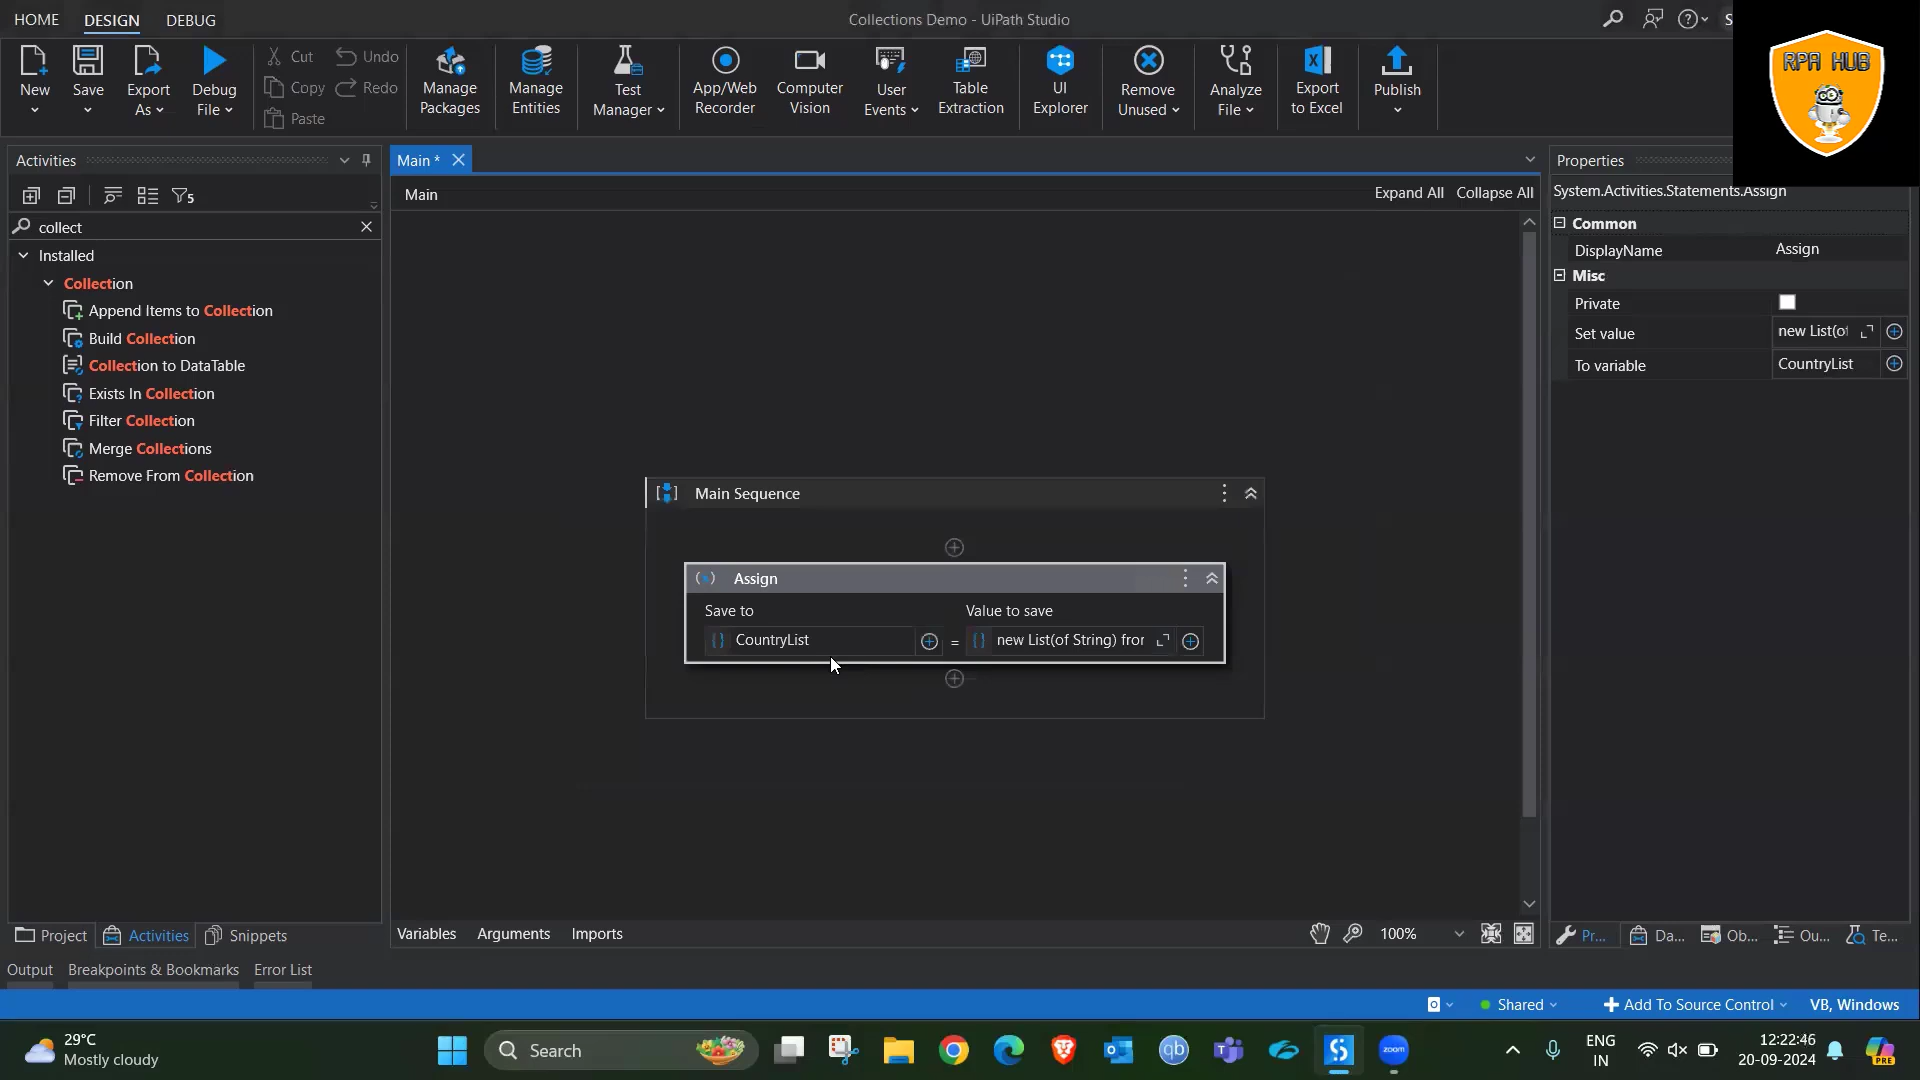 HOME DESIGN DEBUG
Collections Demo - UiPath Studio
RPA HUB
New
Save
Export
As
Debug
File
Cut
Copy
Paste
Undo
Redo
Manage
Packages
Manage
Entities
Test
Manager
App/Web
Recorder
Computer
Vision
User
Events
Table
Extraction
UI
Explorer
Remove
Unused
Analyze
File
Export
to Excel
Publish
Activities
5
collect
Installed
Collection
Append Items to Collection
Build Collection
Collection to DataTable
Exists In Collection
Filter Collection
Merge Collections
Remove From Collection
Main *
Main
Expand All Collapse All
Main Sequence
Assign
Save to
Value to save
CountryList
=
new List(of String) fror
Properties
System.Activities.Statements.Assign
Common
DisplayName Assign
Misc
Private
Set value new List(of
To variable CountryList
Project Activities Snippets
Variables Arguments Imports
100%
Pr... Da... Ob... Ou... Te...
Output Breakpoints & Bookmarks Error List
Shared Add To Source Control VB, Windows
29°C
Mostly cloudy
Search
qb
zoom
ENG
IN
12:22:46
20-09-2024
PRE